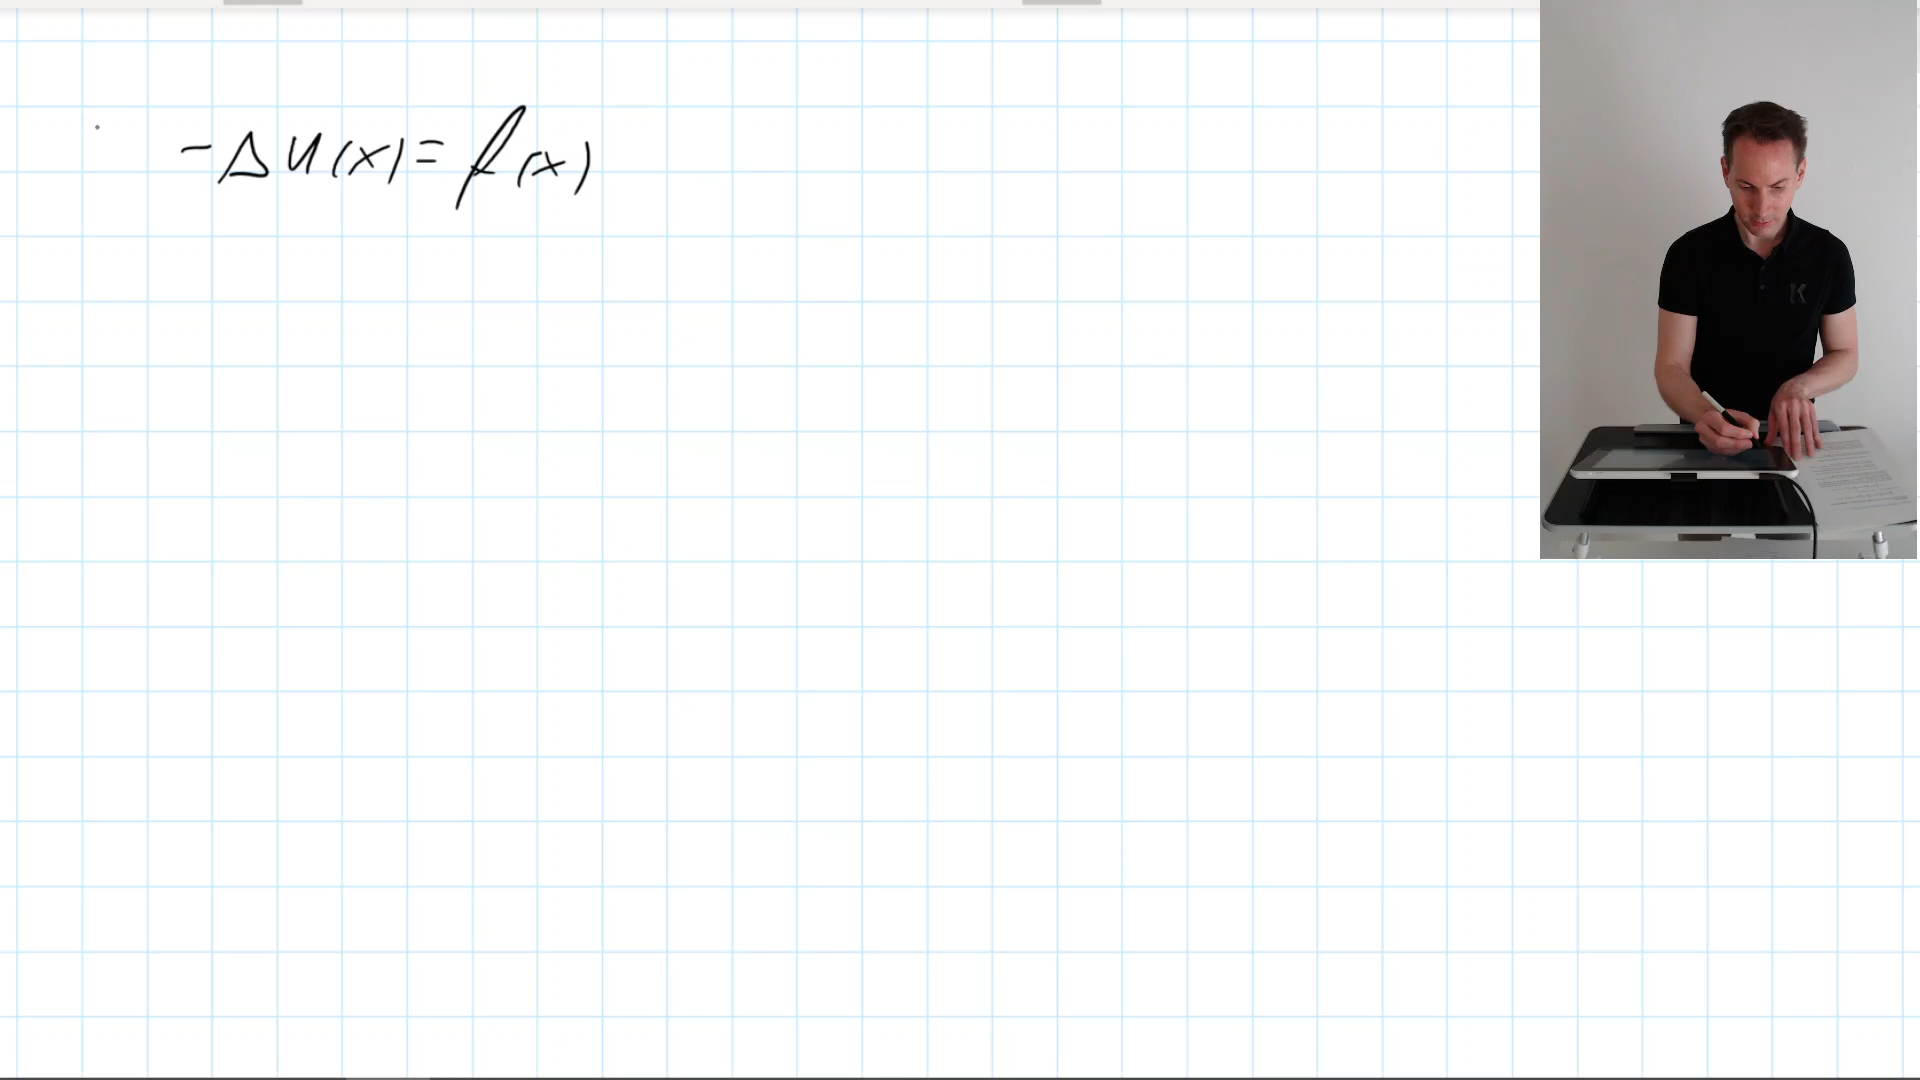 -Δu(x) = f(x)
K